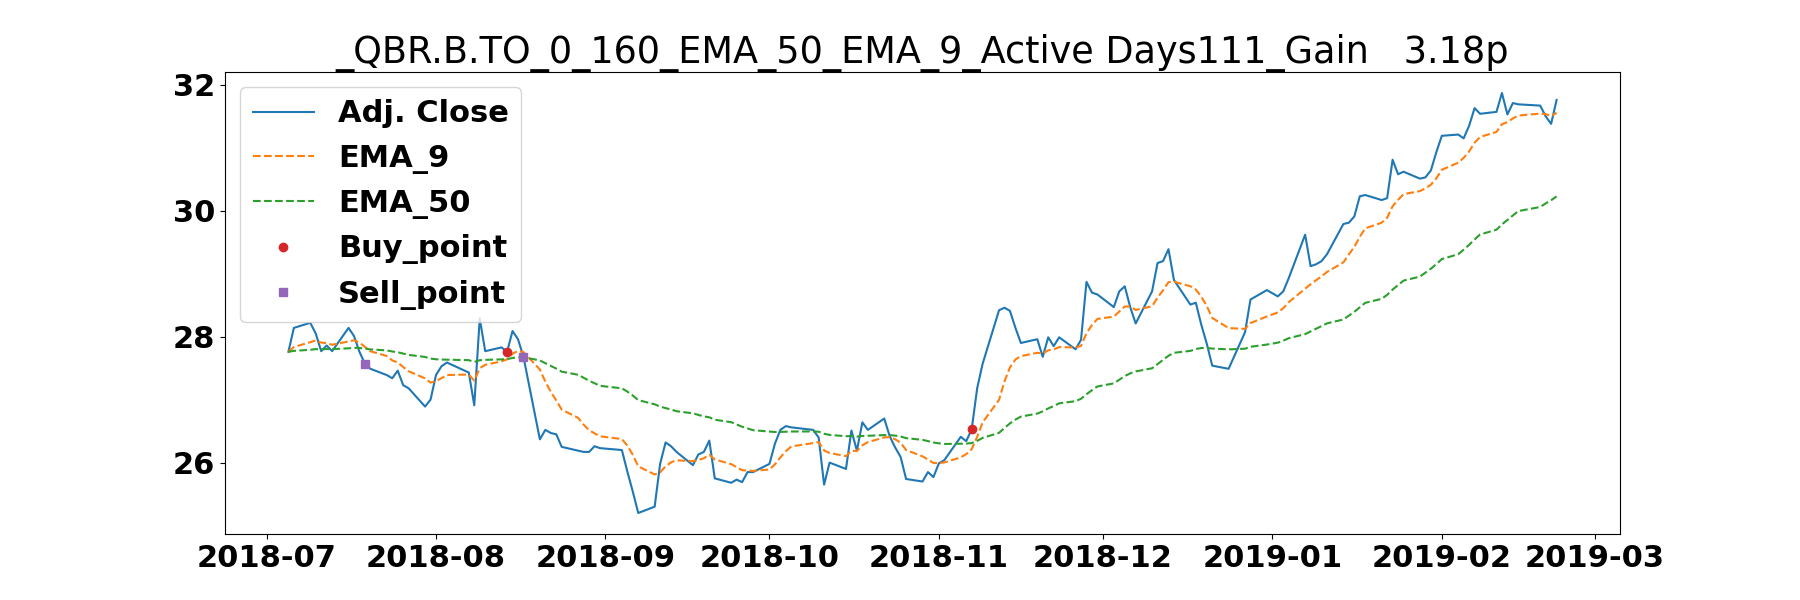 _QBR.B.TO_0_160_EMA_50_EMA_9_Active Days111_Gain   3.18p
32
30
28
26
Adj. Close
EMA_9
EMA_50
Buy_point
Sell_point
2018-07 2018-08 2018-09 2018-10 2018-11 2018-12 2019-01 2019-02 2019-03